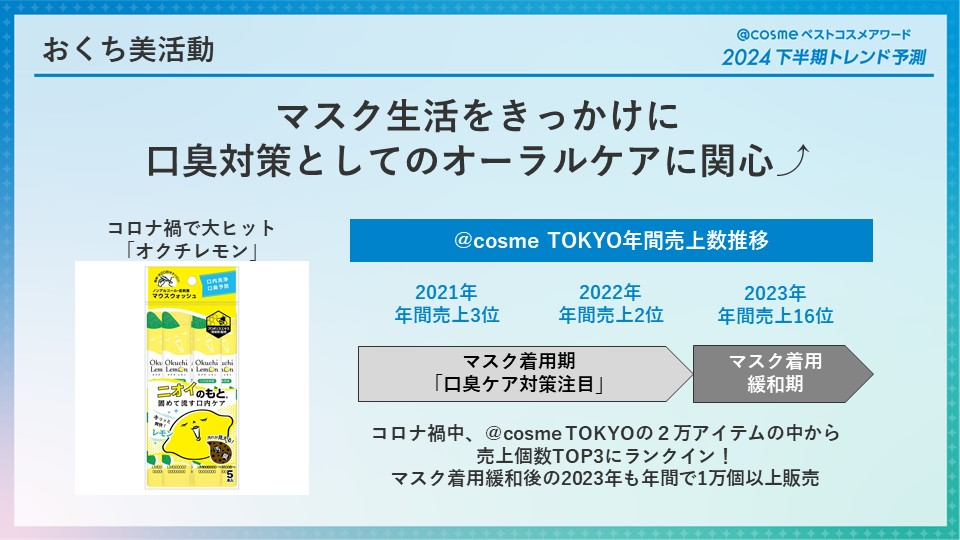 おくち美活動
@cosme ベストコスメアワード
2024 下半期トレンド予測
マスク生活をきっかけに
口臭対策としてのオーラルケアに関心⤴
コロナ禍で大ヒット
「オクチレモン」
口内洗浄
口臭予防
ノンアルコール・低刺激
マウスウォッシュ
Okuchi
Lemon
ニオイのもと。
固めて流す口内ケア
レモン
5本入
@cosme TOKYO年間売上数推移
2021年
年間売上3位
2022年
年間売上2位
2023年
年間売上16位
マスク着用期
「口臭ケア対策注目」
マスク着用
緩和期
コロナ禍中、@cosme TOKYOの２万アイテムの中から
売上個数TOP3にランクイン！
マスク着用緩和後の2023年も年間で1万個以上販売